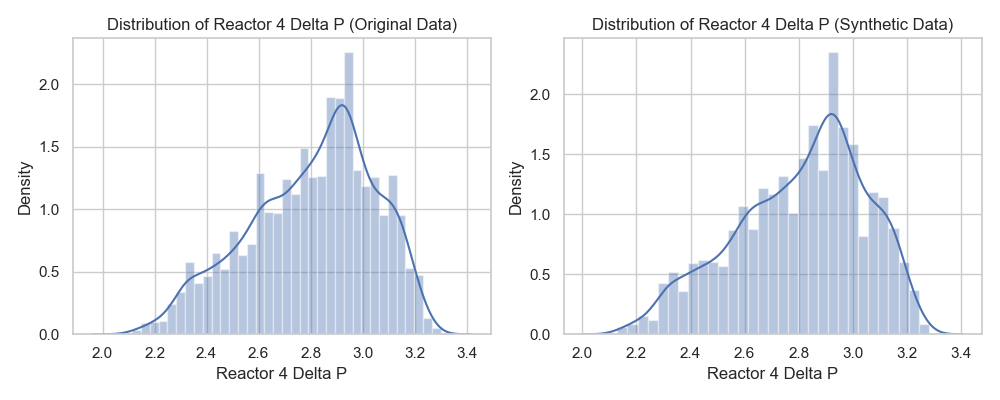 Distribution of Reactor 4 Delta P (Original Data)
2.0
1.5
1.0
0.5
0.0
Density
2.0 2.2 2.4 2.6 2.8 3.0 3.2 3.4
Reactor 4 Delta P
Distribution of Reactor 4 Delta P (Synthetic Data)
2.0
1.5
1.0
0.5
0.0
Density
2.0 2.2 2.4 2.6 2.8 3.0 3.2 3.4
Reactor 4 Delta P